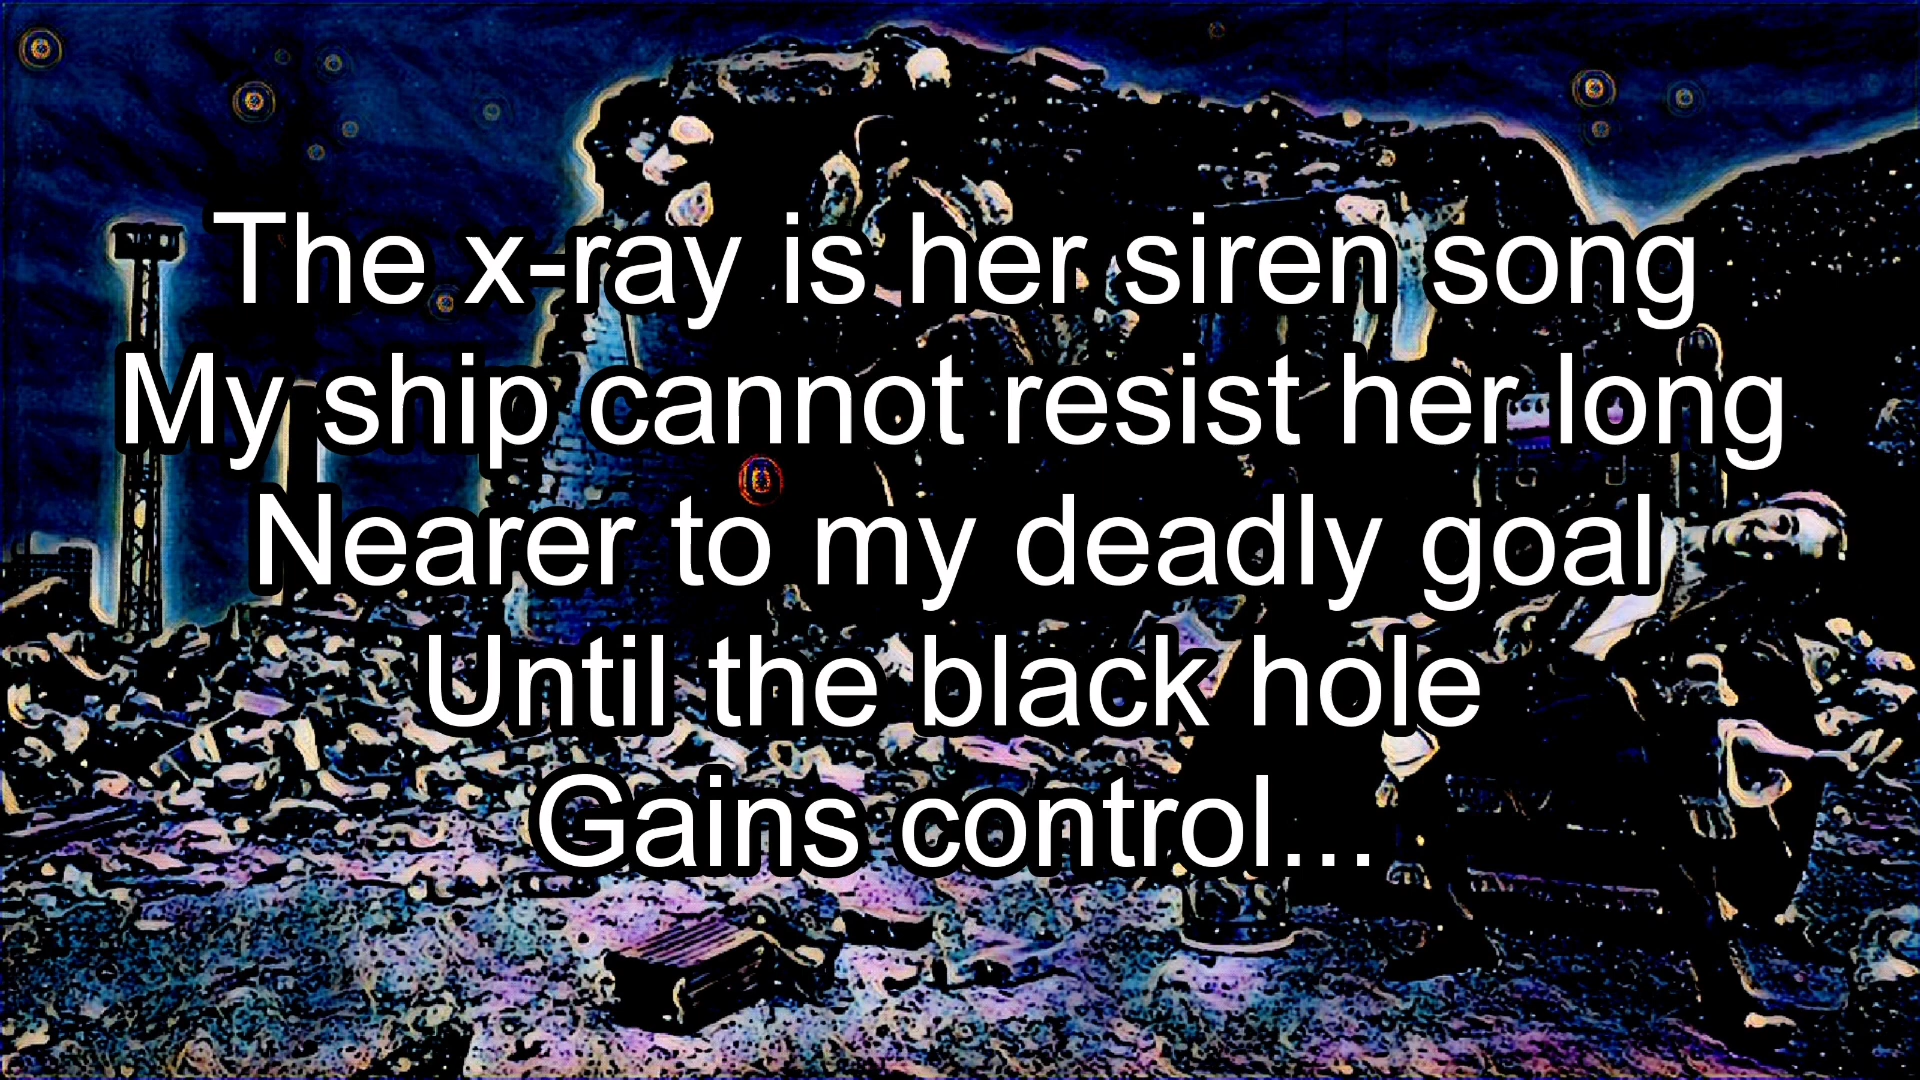 The x-ray is her siren song
My ship cannot resist her long
Nearer to my deadly goal
Until the black hole
Gains control...